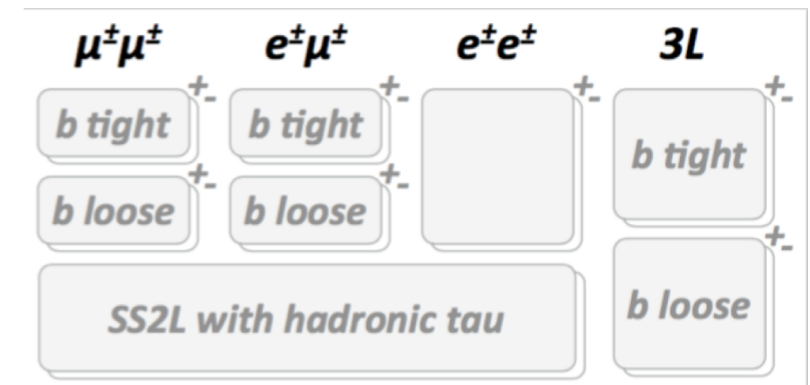 μ±μ± e±μ± e±e± 3L
+- +- +- +-
b tight b tight b tight
+- +-
b loose b loose
+-
b loose
SS2L with hadronic tau